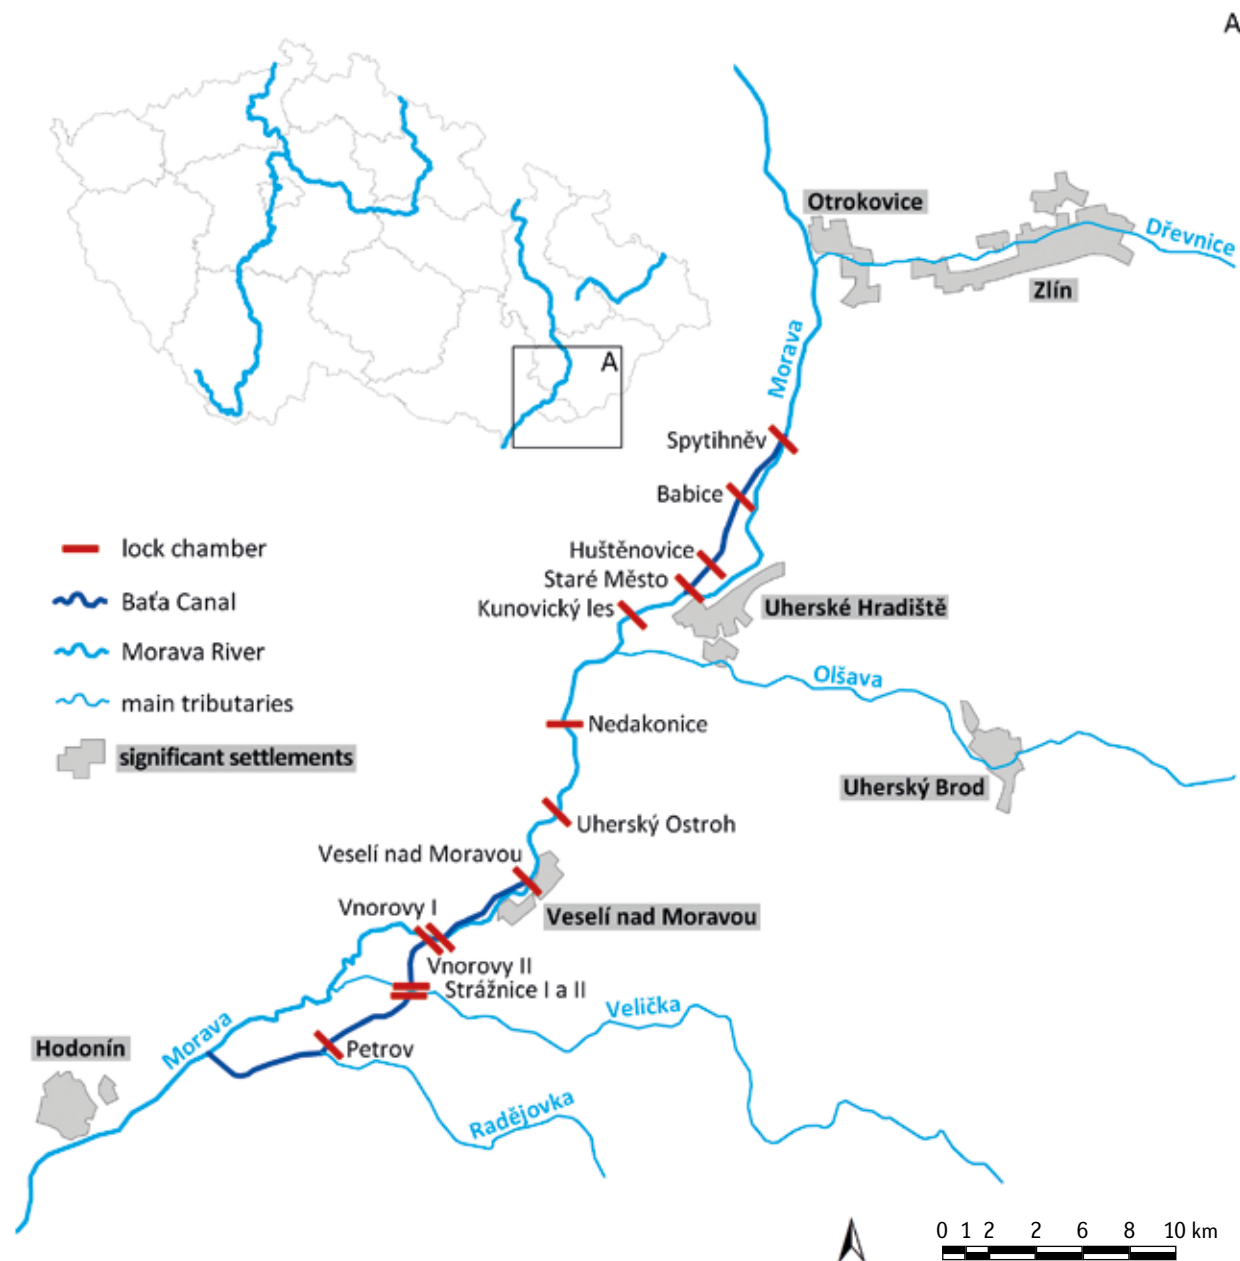 A
Otrokovice
Dřevnice
Zlín
A
Morava
Spytihněv
Babice
lock chamber
Huštěnovice
Staré Město
Baťa Canal
Kunovický les
Uherské Hradiště
Morava River
Olšava
main tributaries
Nedakonice
significant settlements
Uherský Brod
Uherský Ostroh
Veselí nad Moravou
Vnorovy I
Veselí nad Moravou
Vnorovy II
Strážnice I a II
Velička
Morava
Hodonín
Petrov
Radějovka
0 1 2 2 6 8 10 km